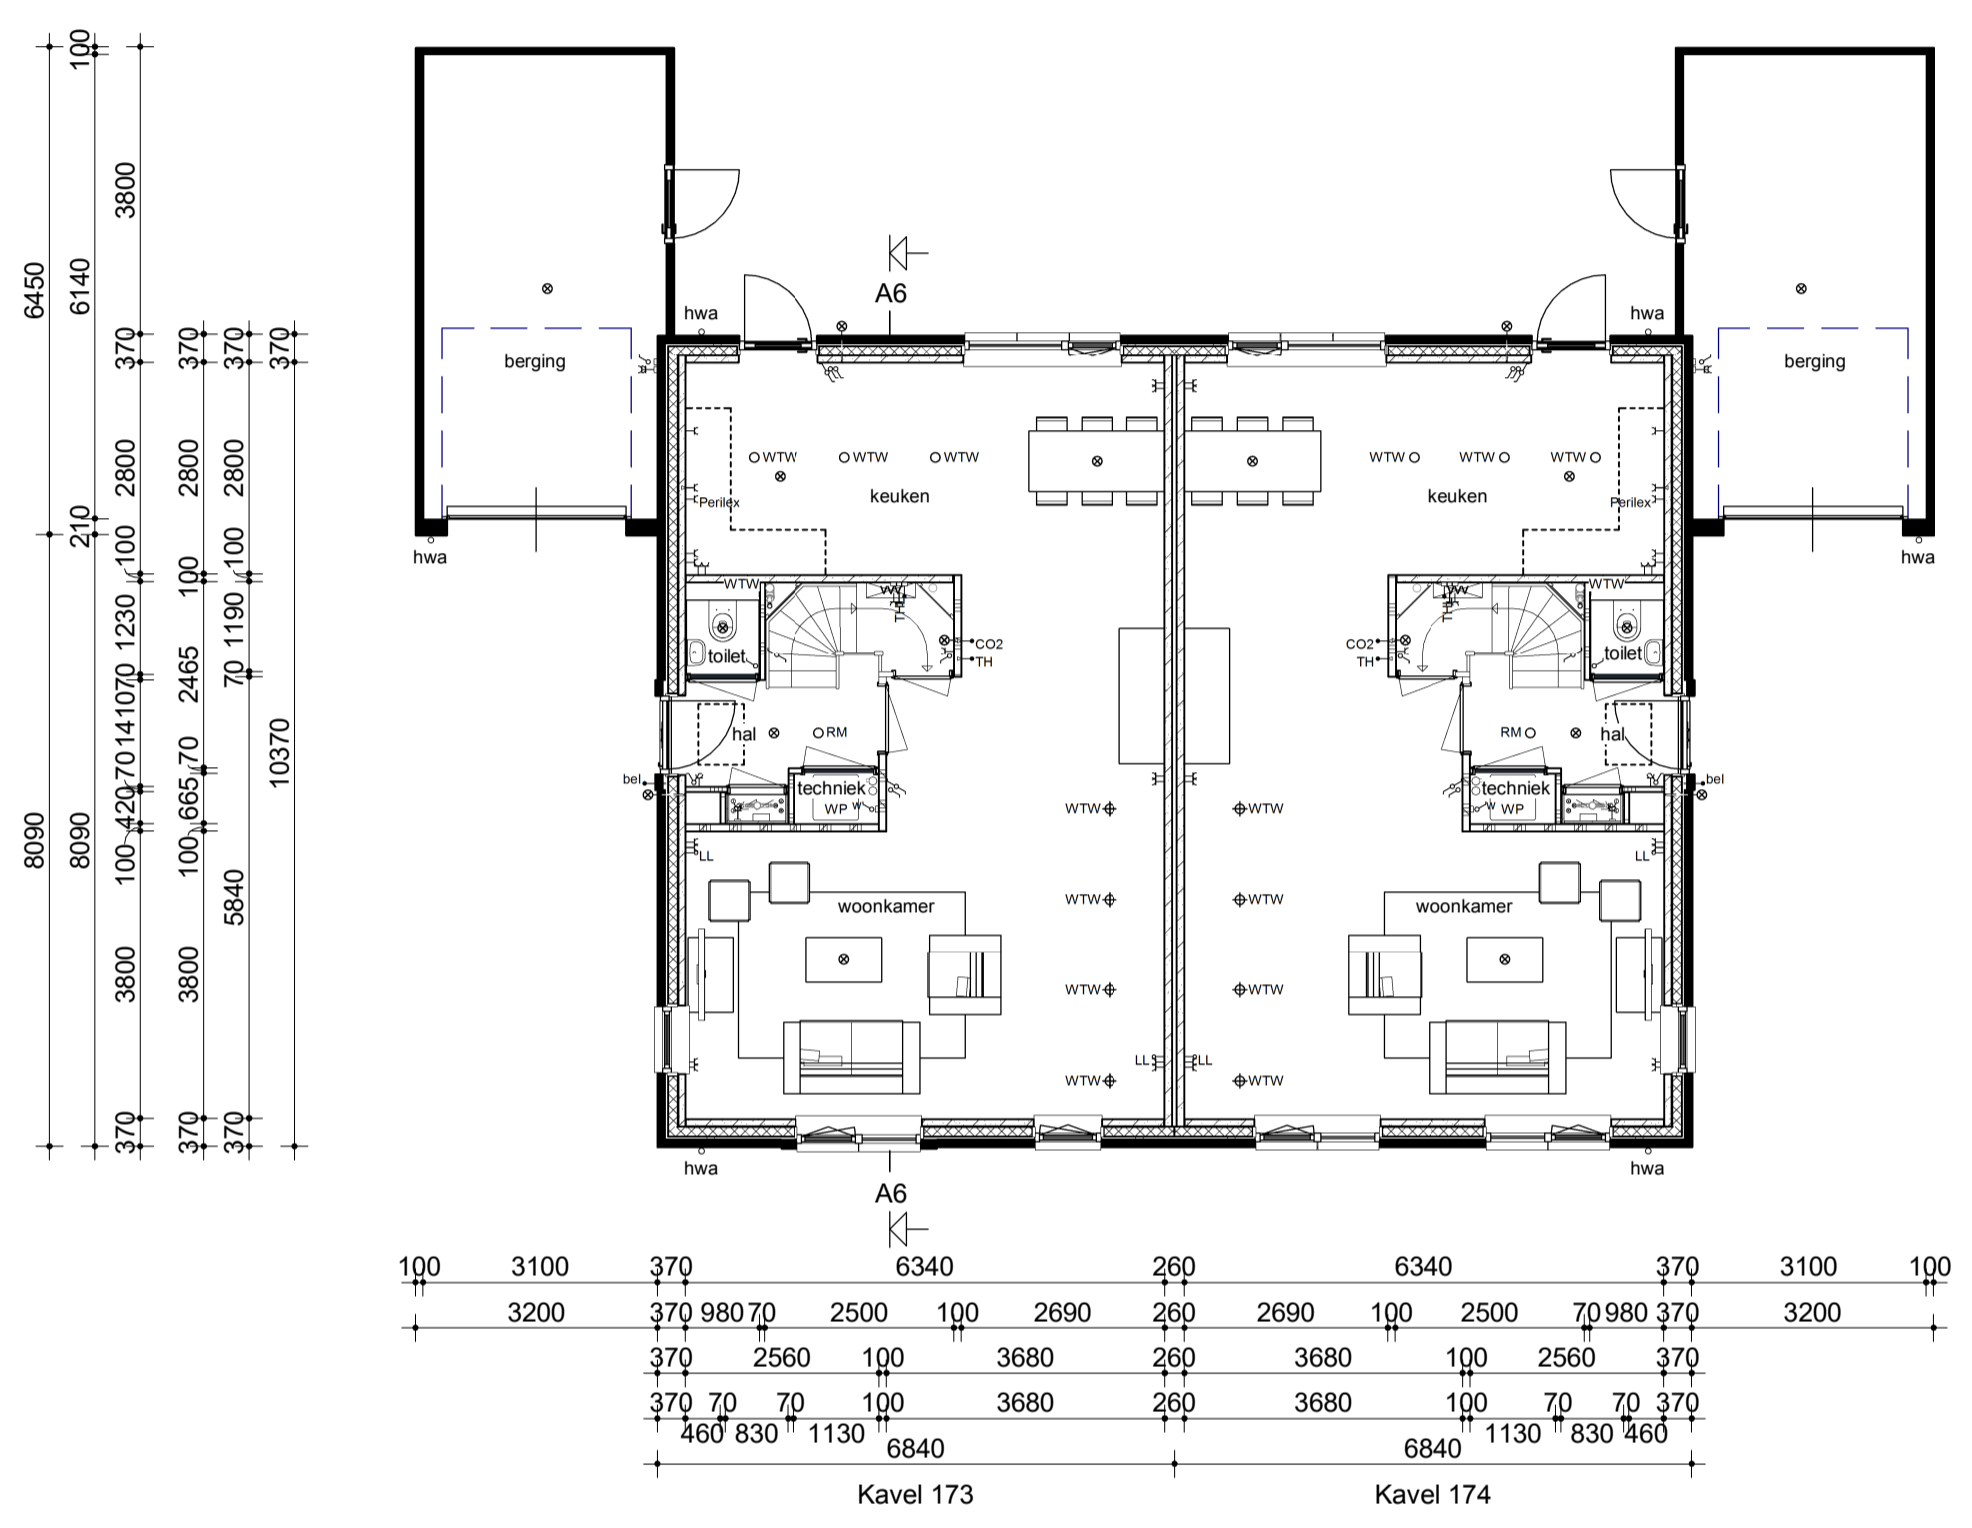 A6
hwa
hwa
berging
berging
WTW
WTW
WTW
WTW
WTW
WTW
keuken
keuken
Perilex
Perilex
hwa
hwa
WTW
WTW
TH
TH
CO2
CO2
TH
TH
toilet
toilet
hal
RM
RM
hal
bel
bel
techniek
techniek
WP
W
W
WP
WTW
WTW
LL
LL
woonkamer
woonkamer
WTW
WTW
WTW
WTW
LL
LL
WTW
WTW
hwa
hwa
A6
100
3800
6450
6140
370
370
370
370
2800
2800
2800
210
100
100
100
1230
1190
2465
1070
70
141
10370
70
70
420
665
8090
8090
100
100
5840
3800
3800
370
370
370
100 3100 370 6340 260 6340 370 3100 100
3200 370 980 70 2500 100 2690 260 2690 100 2500 70 980 370 3200
370 2560 100 3680 260 3680 100 2560 370
370 70 70 100 3680 260 3680 100 70 70 370
460 830 1130 1130 830 460
6840 6840
Kavel 173 Kavel 174